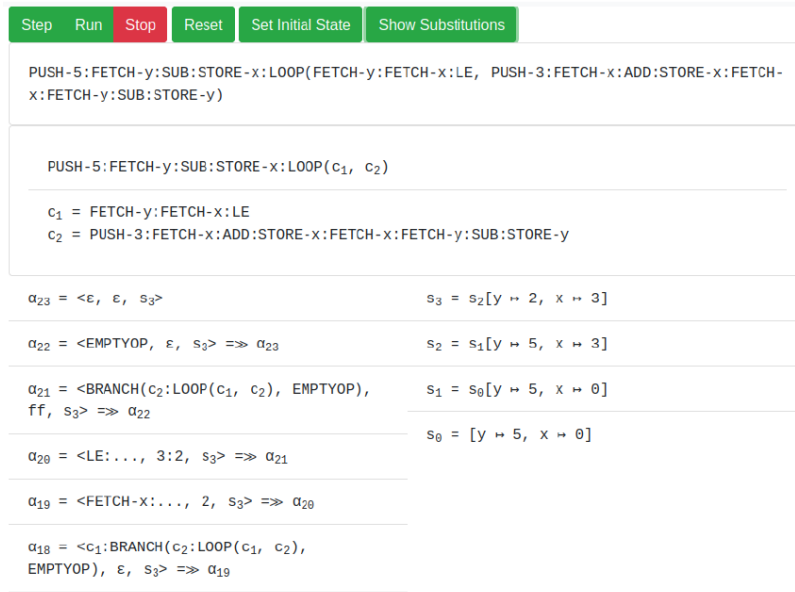 Step Run Stop Reset Set Initial State Show Substitutions
PUSH-5:FETCH-y:SUB:STORE-x:LOOP(FETCH-y:FETCH-x:LE, PUSH-3:FETCH-x:ADD:STORE-x:FETCH-
x:FETCH-y:SUB:STORE-y)
PUSH-5:FETCH-y:SUB:STORE-x:LOOP(c₁, c₂)
c₁ = FETCH-y:FETCH-x:LE
c₂ = PUSH-3:FETCH-x:ADD:STORE-x:FETCH-x:FETCH-y:SUB:STORE-y
α₂₃ = <ε, ε, s₃>
α₂₂ = <EMPTYOP, ε, s₃> =≫ α₂₃
α₂₁ = <BRANCH(c₂:LOOP(c₁, c₂), EMPTYOP),
ff, s₃> =≫ α₂₂
α₂₀ = <LE:..., 3:2, s₃> =≫ α₂₁
α₁₉ = <FETCH-x:..., 2, s₃> =≫ α₂₀
α₁₈ = <c₁:BRANCH(c₂:LOOP(c₁, c₂),
EMPTYOP), ε, s₃> =≫ α₁₉
s₃ = s₂[y ↦ 2, x ↦ 3]
s₂ = s₁[y ↦ 5, x ↦ 3]
s₁ = s₀[y ↦ 5, x ↦ 0]
s₀ = [y ↦ 5, x ↦ 0]